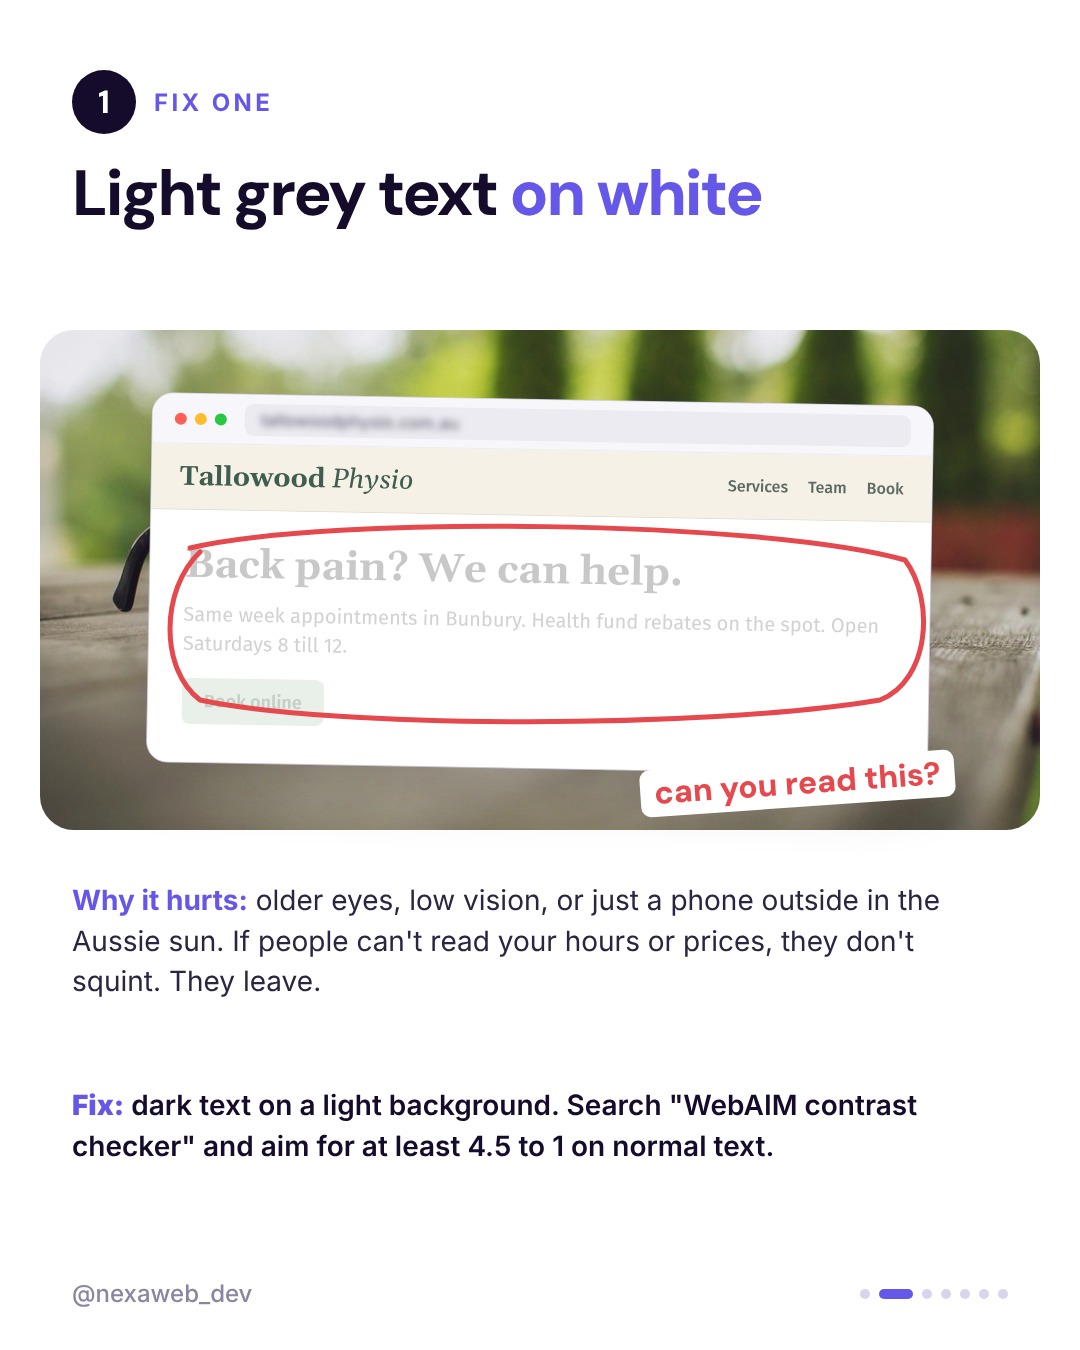 1 FIX ONE
Light grey text on white
Tallowood Physio
Services Team Book
Back pain? We can help.
Same week appointments in Bunbury. Health fund rebates on the spot. Open
Saturdays 8 till 12.
Book online
can you read this?
Why it hurts: older eyes, low vision, or just a phone outside in the
Aussie sun. If people can't read your hours or prices, they don't
squint. They leave.
Fix: dark text on a light background. Search "WebAIM contrast
checker" and aim for at least 4.5 to 1 on normal text.
@nexaweb_dev